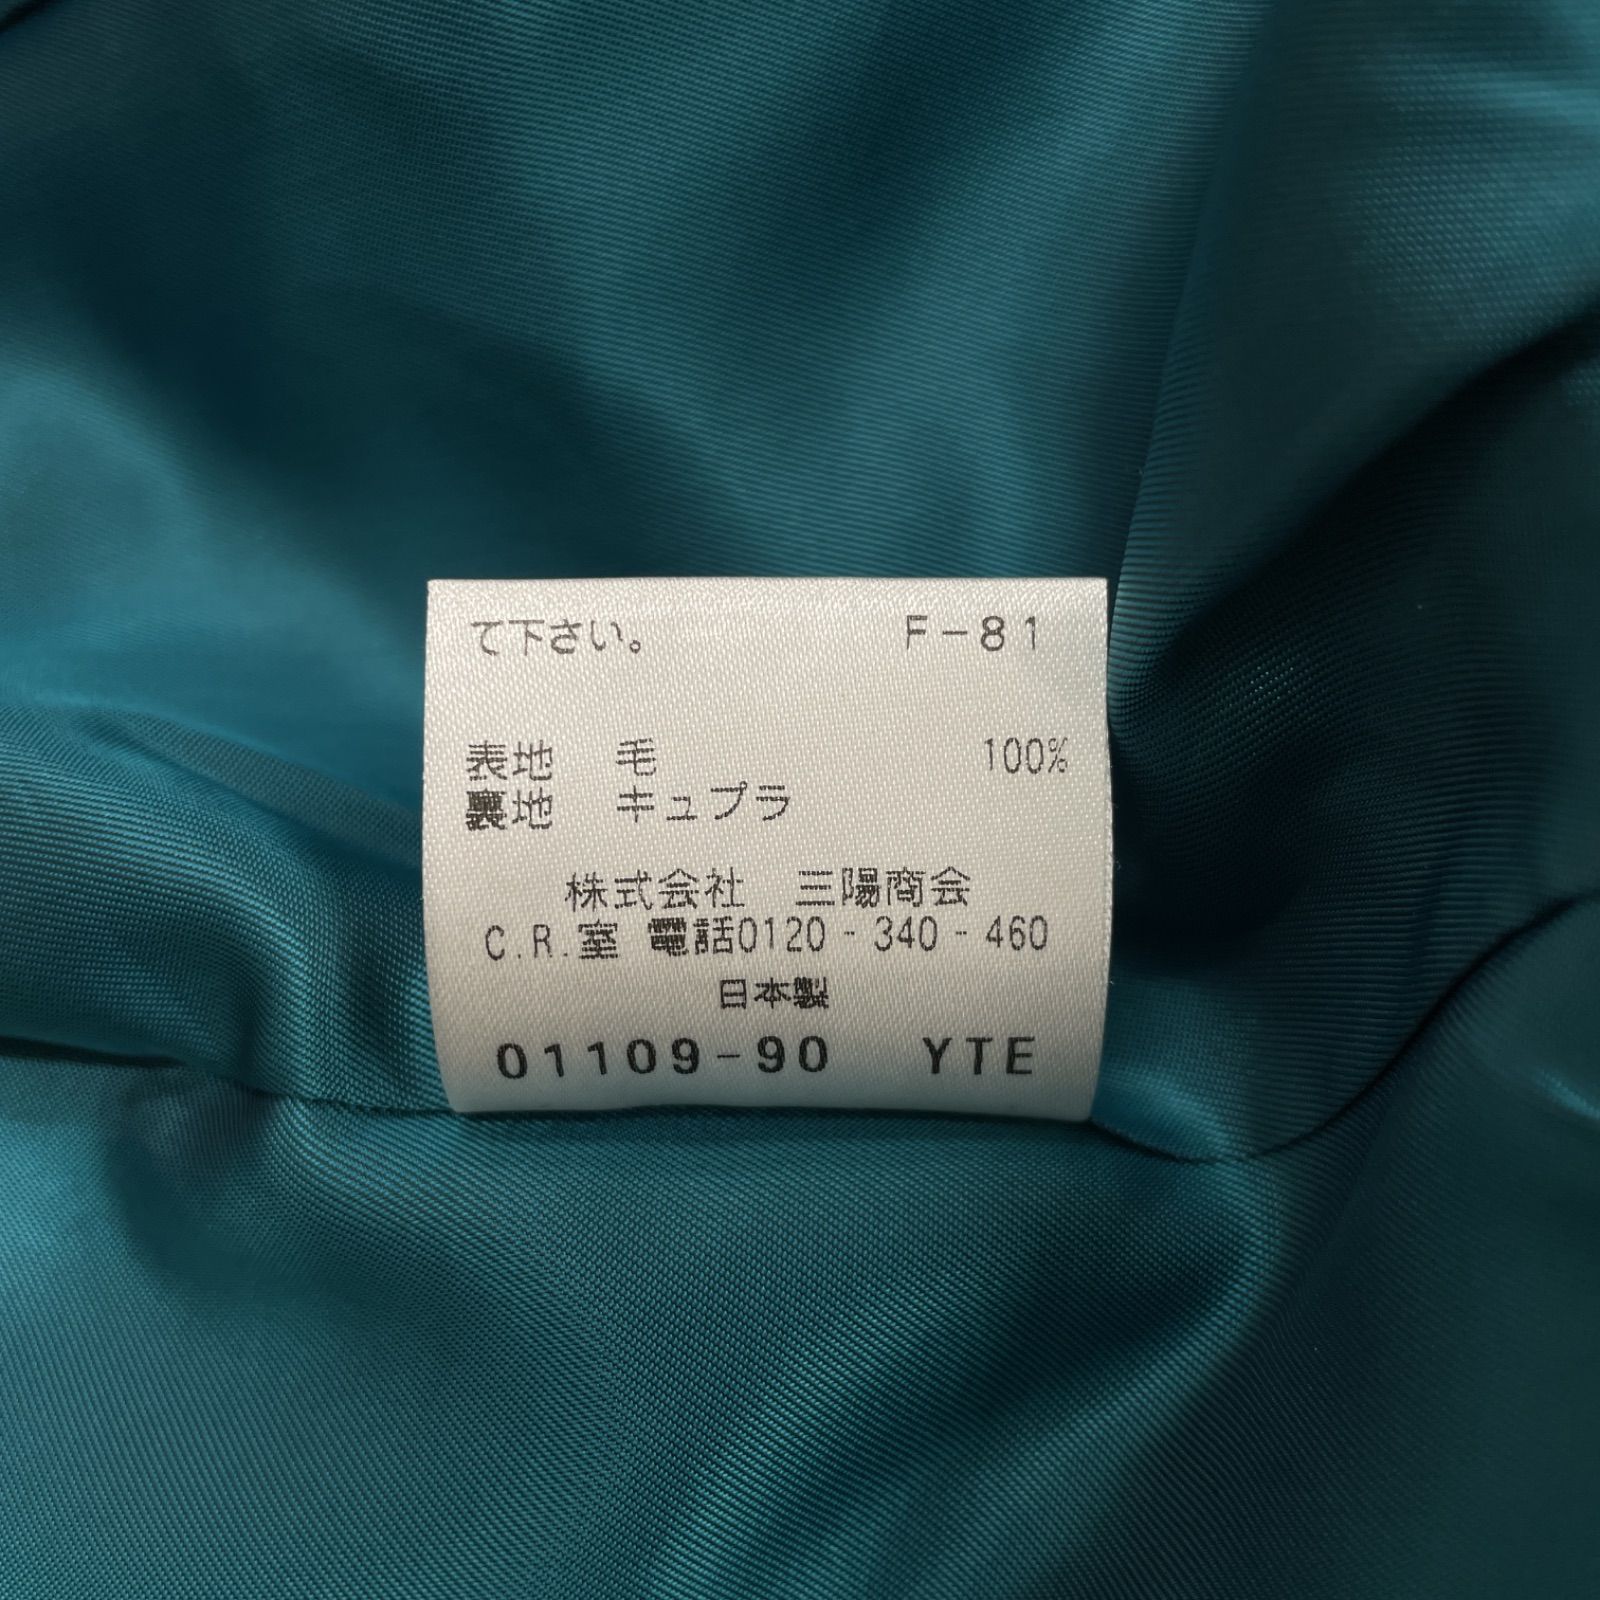 て下さい。 F-81
表地 毛 100%
裏地 キュプラ
株式会社 三陽商会
C.R.室 電話0120-340-460
日本製
01109-90 YTE